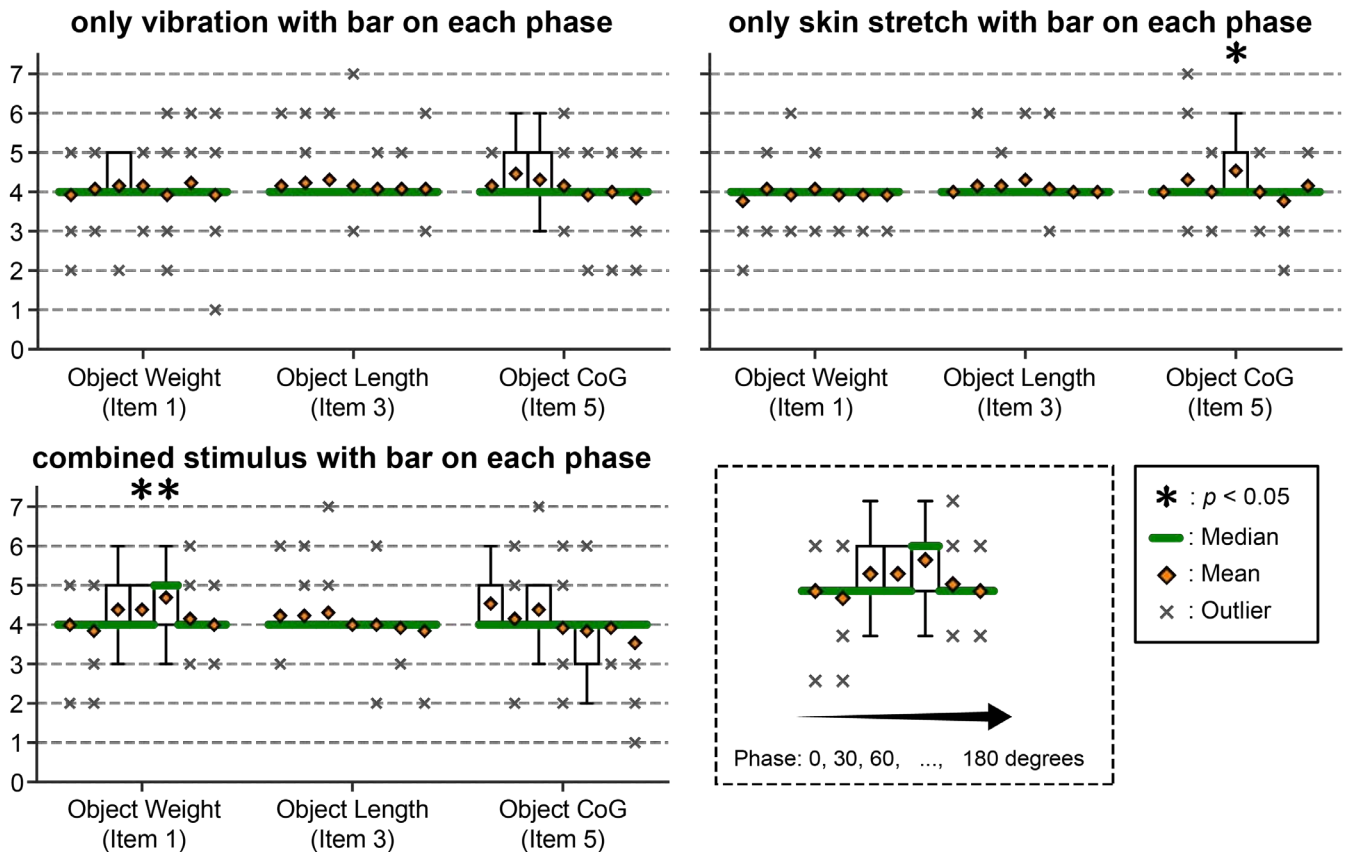 only vibration with bar on each phase
7
6
5
4
3
2
1
0
Object Weight
(Item 1)
Object Length
(Item 3)
Object CoG
(Item 5)
only skin stretch with bar on each phase
*
Object Weight
(Item 1)
Object Length
(Item 3)
Object CoG
(Item 5)
combined stimulus with bar on each phase
**
7
6
5
4
3
2
1
0
Object Weight
(Item 1)
Object Length
(Item 3)
Object CoG
(Item 5)
Phase: 0, 30, 60, ..., 180 degrees
* : p < 0.05
: Median
: Mean
: Outlier